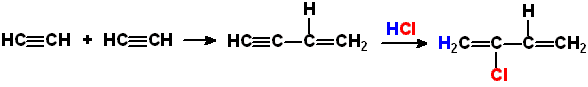 H H
HC≡CH + HC≡CH → HC≡C–C=CH₂ HCl → H₂C=C–C=CH₂
Cl